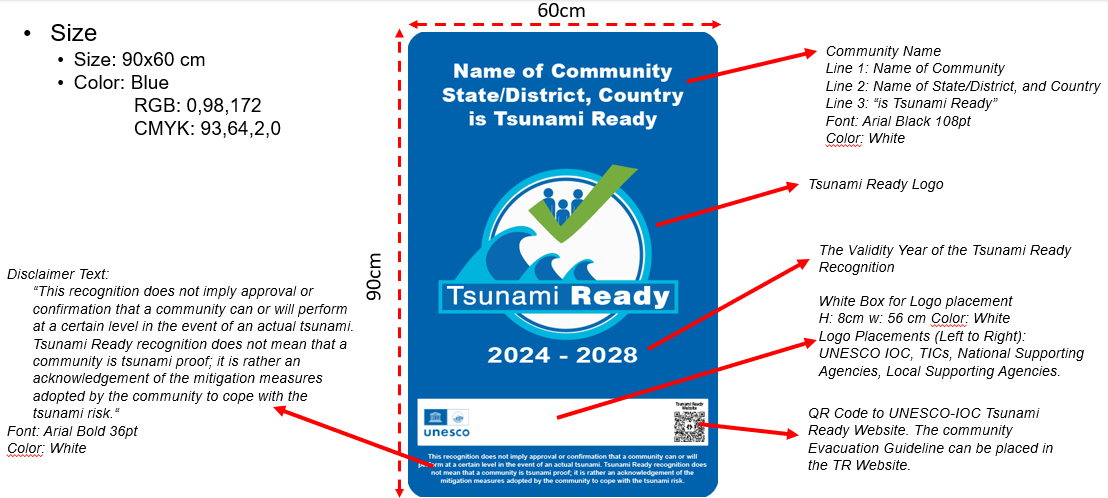 60cm
• Size
• Size: 90x60 cm
• Color: Blue
RGB: 0,98,172
CMYK: 93,64,2,0
90cm
Name of Community
State/District, Country
is Tsunami Ready
Tsunami Ready
2024 - 2028
unesco
Tsunami Ready
Website
This recognition does not imply approval or confirmation that a community can or will
perform at a certain level in the event of an actual tsunami. Tsunami Ready recognition does
not mean that a community is tsunami proof; it is rather an acknowledgement of the
mitigation measures adopted by the community to cope with the tsunami risk.
Community Name
Line 1: Name of Community
Line 2: Name of State/District, and Country
Line 3: “is Tsunami Ready”
Font: Arial Black 108pt
Color: White
Tsunami Ready Logo
The Validity Year of the Tsunami Ready
Recognition
White Box for Logo placement
H: 8cm w: 56 cm Color: White
Logo Placements (Left to Right):
UNESCO IOC, TICs, National Supporting
Agencies, Local Supporting Agencies.
QR Code to UNESCO-IOC Tsunami
Ready Website. The community
Evacuation Guideline can be placed in
the TR Website.
Disclaimer Text:
“This recognition does not imply approval or
confirmation that a community can or will perform
at a certain level in the event of an actual tsunami.
Tsunami Ready recognition does not mean that a
community is tsunami proof; it is rather an
acknowledgement of the mitigation measures
adopted by the community to cope with the
tsunami risk.“
Font: Arial Bold 36pt
Color: White